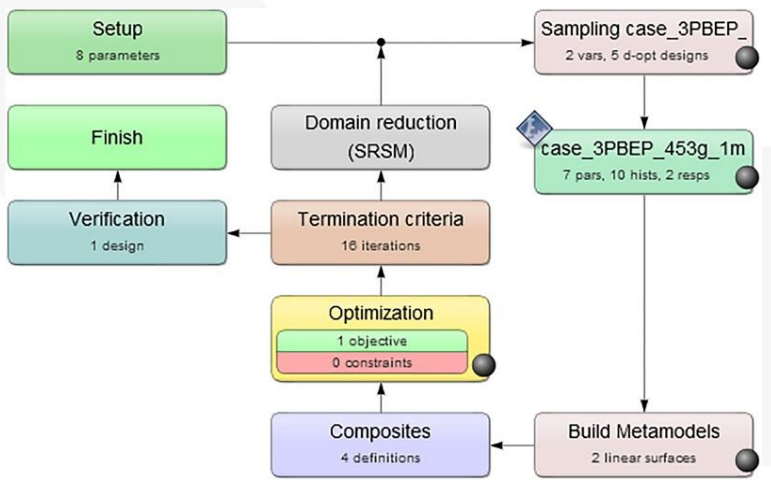 Setup
8 parameters
Sampling case_3PBEP_
2 vars, 5 d-opt designs
Finish
Domain reduction
(SRSM)
case_3PBEP_453g_1m
7 pars, 10 hists, 2 resps
Verification
1 design
Termination criteria
16 iterations
Optimization
1 objective
0 constraints
Composites
4 definitions
Build Metamodels
2 linear surfaces